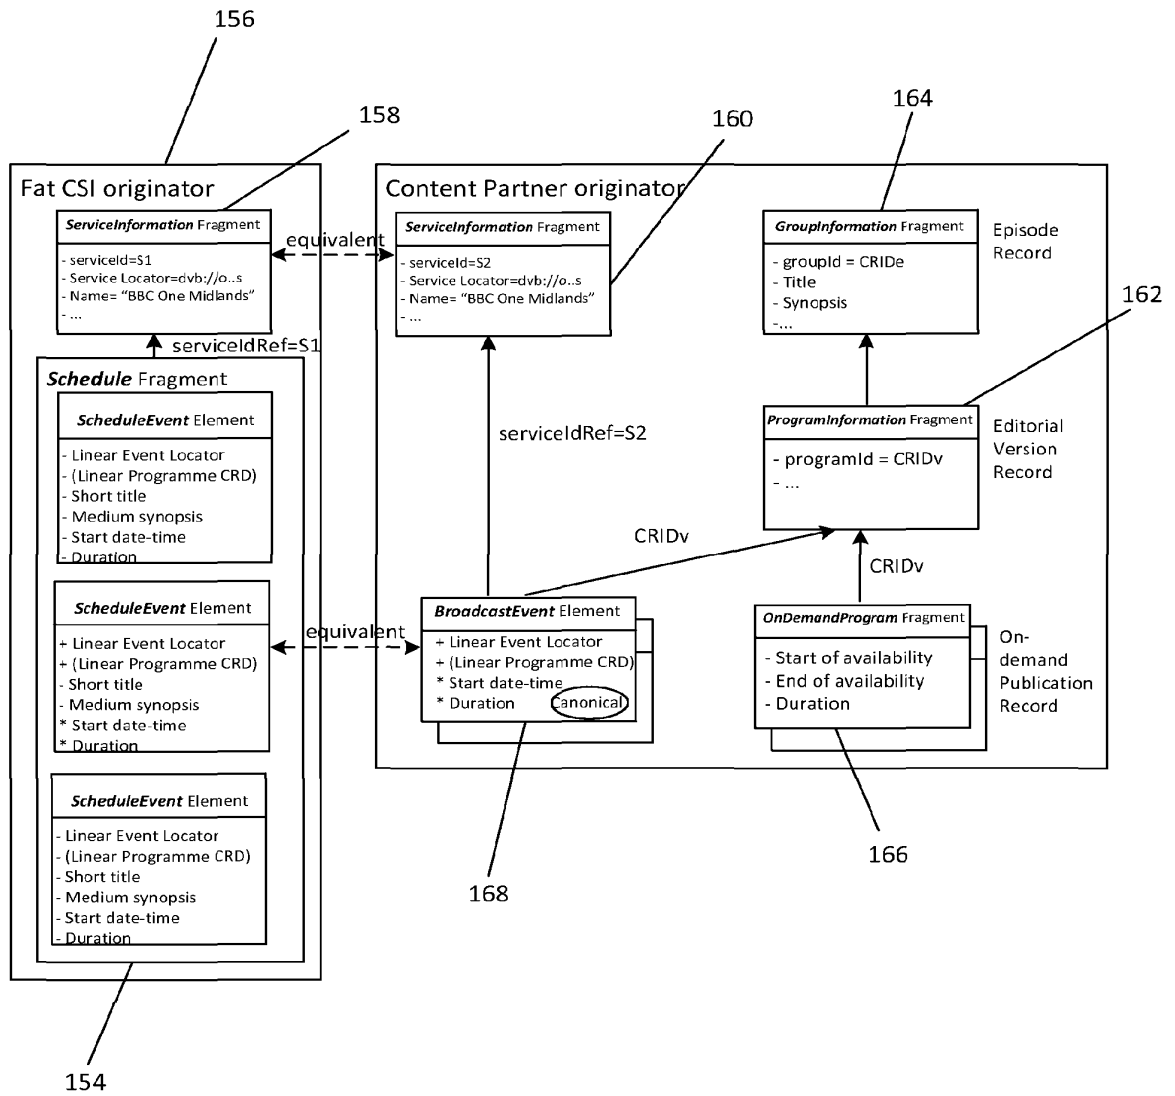 156
164
158
160
Fat CSI originator
ServiceInformation Fragment
- serviceId=S1
- Service Locator=dvb://o..s
- Name= “BBC One Midlands”
- ...
equivalent
serviceIdRef=S1
Schedule Fragment
ScheduleEvent Element
- Linear Event Locator
- (Linear Programme CRD)
- Short title
- Medium synopsis
- Start date-time
- Duration
ScheduleEvent Element
+ Linear Event Locator
+ (Linear Programme CRD)
- Short title
- Medium synopsis
* Start date-time
* Duration
equivalent
ScheduleEvent Element
- Linear Event Locator
- (Linear Programme CRD)
- Short title
- Medium synopsis
- Start date-time
- Duration
154
Content Partner originator
ServiceInformation Fragment
- serviceId=S2
- Service Locator=dvb://o..s
- Name= “BBC One Midlands”
- ...
serviceIdRef=S2
GroupInformation Fragment
- groupId = CRIDe
- Title
- Synopsis
-...
Episode
Record
162
ProgramInformation Fragment
- programId = CRIDv
- ...
Editorial
Version
Record
CRIDv
CRIDv
BroadcastEvent Element
+ Linear Event Locator
+ (Linear Programme CRD)
* Start date-time
* Duration
Canonical
OnDemandProgram Fragment
- Start of availability
- End of availability
- Duration
On-
demand
Publication
Record
168
166